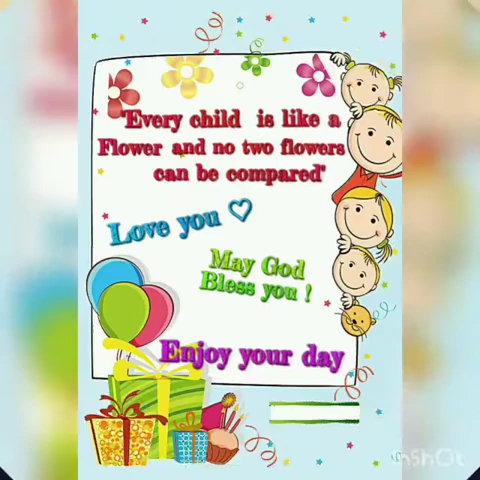 "Every child is like a
Flower and no two flowers
can be compared"
Love you ♡
May God
Bless you !
Enjoy your day